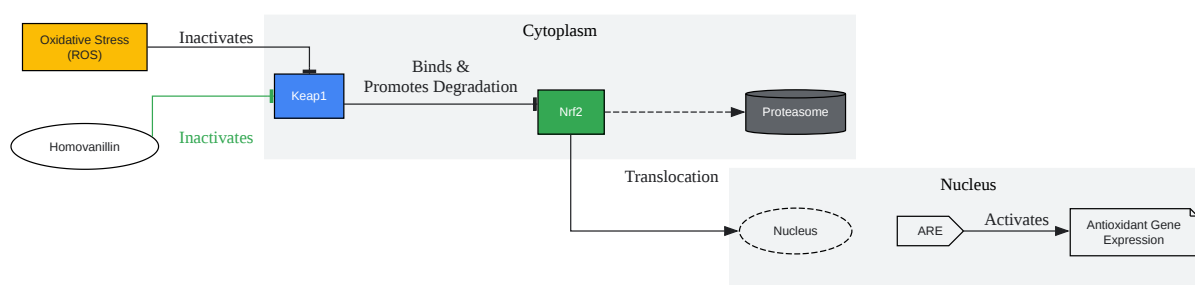 Cytoplasm
Oxidative Stress
(ROS)
Inactivates
Binds &
Promotes Degradation
Keap1
Nrf2
Proteasome
Homovanillin
Inactivates
Translocation
Nucleus
Nucleus
ARE
Activates
Antioxidant Gene
Expression